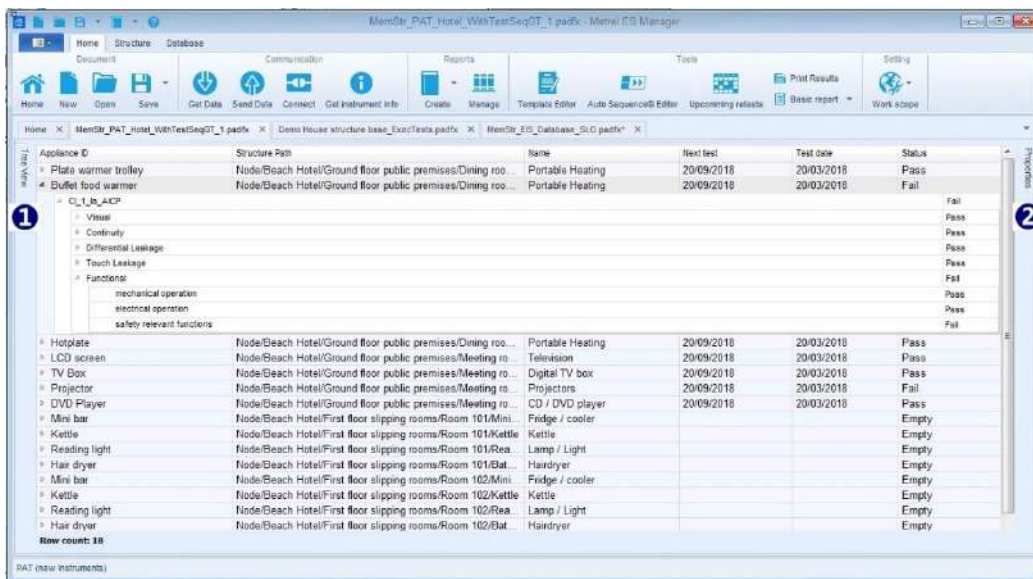 MemStr_PAT_Hotel_WithTestSeqGT_1.padfx - Metrel ES Manager
Home Structure Database
Document Communication Reports Tools Setting
Home New Open Save Get Data Send Data Connect Get Instrument Info Create Manage Template Editor Auto Sequence® Editor Upcomming retests Print Results Basic report Work scope
Home MemStr_PAT_Hotel_WithTestSeqGT_1.padfx Demo House structure base_ExecTests.padfx MemStr_EIS_Database_SLO.padfx*
Tree View
Properties
Appliance ID Structure Path Name Next test Test date Status
Plate warmer trolley Node/Beach Hotel/Ground floor public premises/Dining roo... Portable Heating 20/09/2018 20/03/2018 Pass
Buffet food warmer Node/Beach Hotel/Ground floor public premises/Dining roo... Portable Heating 20/09/2018 20/03/2018 Fail
1
2
Cl_1_Ia_AICP Fail
Visual Pass
Continuity Pass
Differential Leakage Pass
Touch Leakage Pass
Functional Fail
mechanical operation Pass
electrical operation Pass
safety relevant functions Fail
Hotplate Node/Beach Hotel/Ground floor public premises/Dining roo... Portable Heating 20/09/2018 20/03/2018 Pass
LCD screen Node/Beach Hotel/Ground floor public premises/Meeting ro... Television 20/09/2018 20/03/2018 Pass
TV Box Node/Beach Hotel/Ground floor public premises/Meeting ro... Digital TV box 20/09/2018 20/03/2018 Pass
Projector Node/Beach Hotel/Ground floor public premises/Meeting ro... Projectors 20/09/2018 20/03/2018 Fail
DVD Player Node/Beach Hotel/Ground floor public premises/Meeting ro... CD / DVD player 20/09/2018 20/03/2018 Pass
Mini bar Node/Beach Hotel/First floor slipping rooms/Room 101/Mini... Fridge / cooler Empty
Kettle Node/Beach Hotel/First floor slipping rooms/Room 101/Kettle Kettle Empty
Reading light Node/Beach Hotel/First floor slipping rooms/Room 101/Rea... Lamp / Light Empty
Hair dryer Node/Beach Hotel/First floor slipping rooms/Room 101/Bat... Hairdryer Empty
Mini bar Node/Beach Hotel/First floor slipping rooms/Room 102/Mini... Fridge / cooler Empty
Kettle Node/Beach Hotel/First floor slipping rooms/Room 102/Kettle Kettle Empty
Reading light Node/Beach Hotel/First floor slipping rooms/Room 102/Rea... Lamp / Light Empty
Hair dryer Node/Beach Hotel/First floor slipping rooms/Room 102/Bat... Hairdryer Empty
Row count: 18
PAT (new instruments)